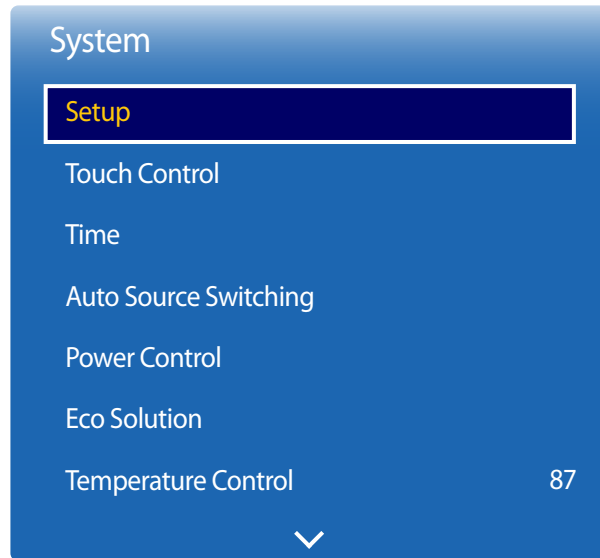 System
Setup
Touch Control
Time
Auto Source Switching
Power Control
Eco Solution
Temperature Control 87